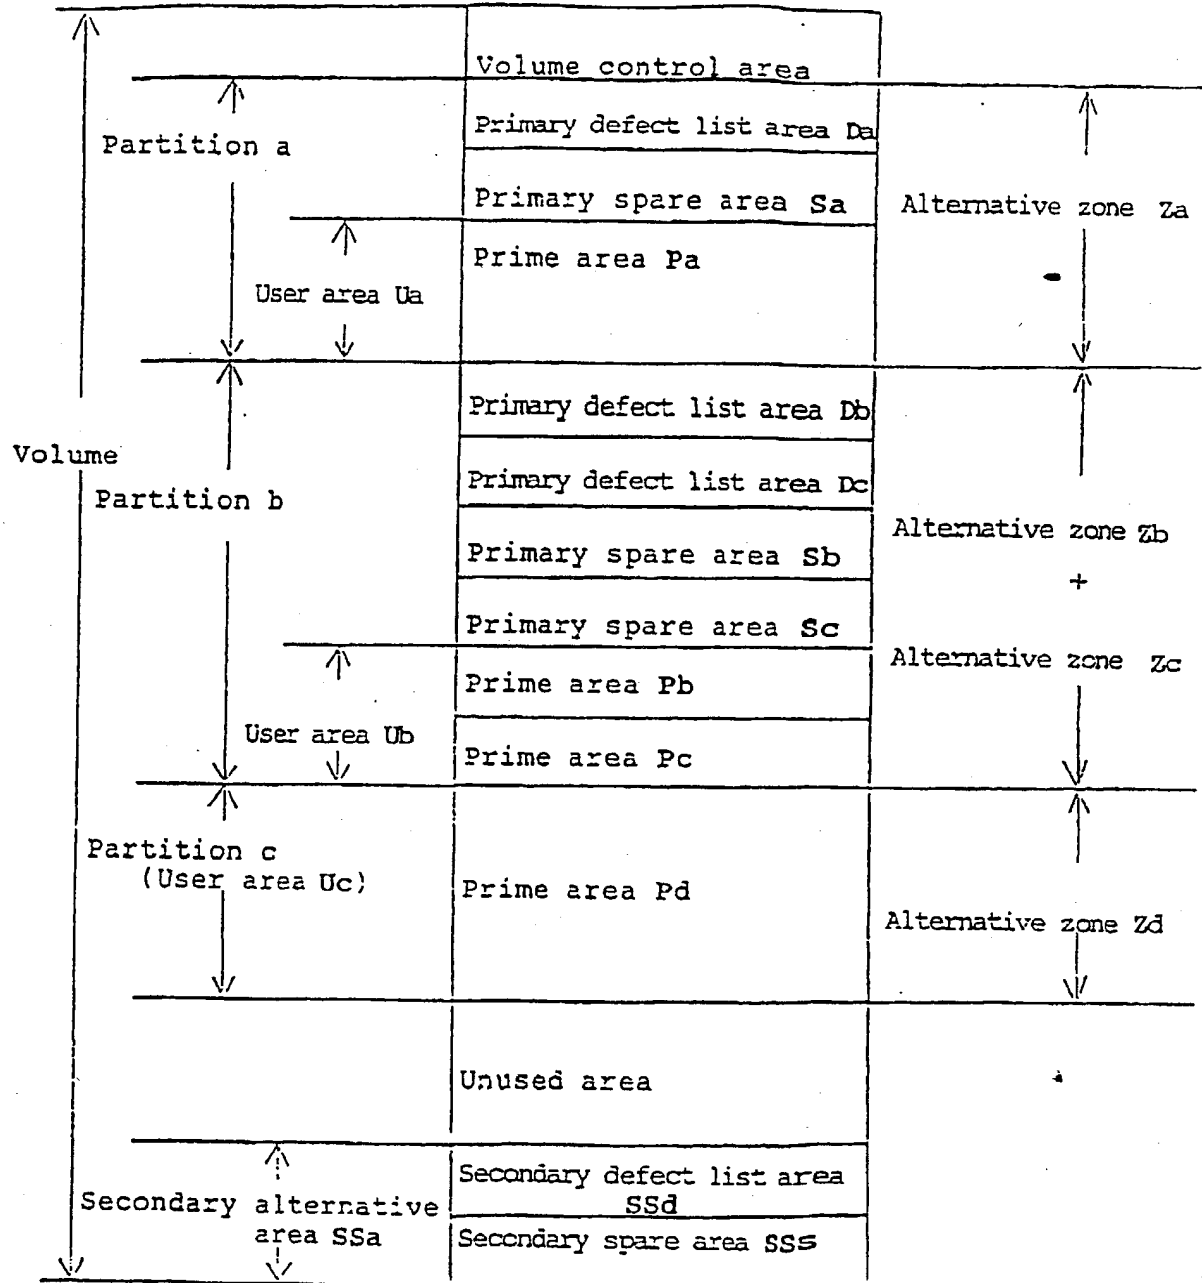 Volume control area
Primary defect list area Da
Partition a
Primary spare area Sa
Alternative zone Za
Prime area Pa
User area Ua
Primary defect list area Db
Volume
Primary defect list area Dc
Partition b
Alternative zone Zb
Primary spare area Sb
+
Primary spare area Sc
Alternative zone Zc
Prime area Pb
User area Ub
Prime area Pc
Partition c
(User area Uc)
Prime area Pd
Alternative zone Zd
Unused area
Secondary defect list area
SSd
Secondary alternative
area SSa
Secondary spare area SSs